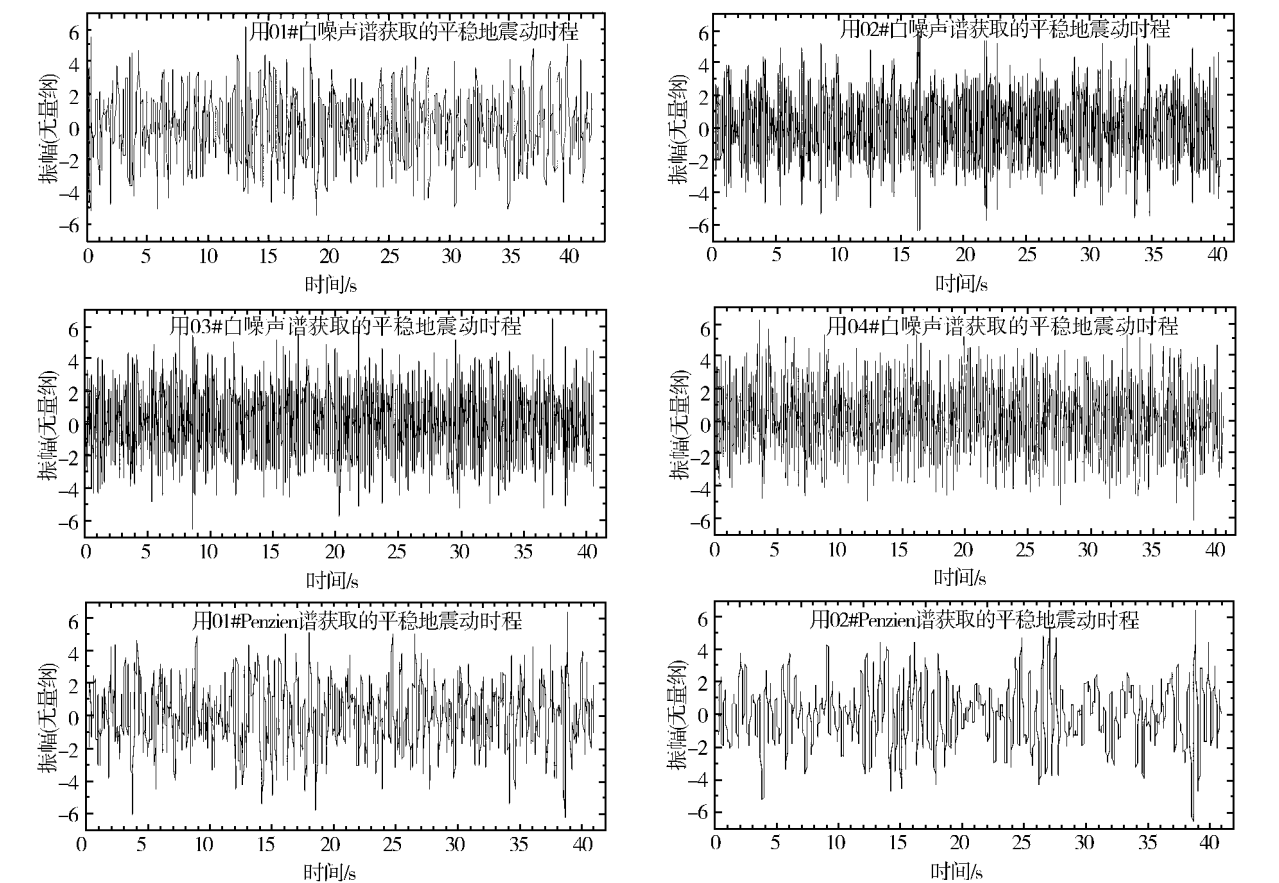 用01#白噪声谱获取的平稳地震动时程
振幅(无量纲)
6
4
2
0
−2
−4
−6
0 5 10 15 20 25 30 35 40
时间/s
用02#白噪声谱获取的平稳地震动时程
振幅(无量纲)
6
4
2
0
−2
−4
−6
0 5 10 15 20 25 30 35 40
时间/s
用03#白噪声谱获取的平稳地震动时程
振幅(无量纲)
6
4
2
0
−2
−4
−6
0 5 10 15 20 25 30 35 40
时间/s
用04#白噪声谱获取的平稳地震动时程
振幅(无量纲)
6
4
2
0
−2
−4
−6
0 5 10 15 20 25 30 35 40
时间/s
用01#Penzien谱获取的平稳地震动时程
振幅(无量纲)
6
4
2
0
−2
−4
−6
0 5 10 15 20 25 30 35 40
时间/s
用02#Penzien谱获取的平稳地震动时程
振幅(无量纲)
6
4
2
0
−2
−4
−6
0 5 10 15 20 25 30 35 40
时间/s